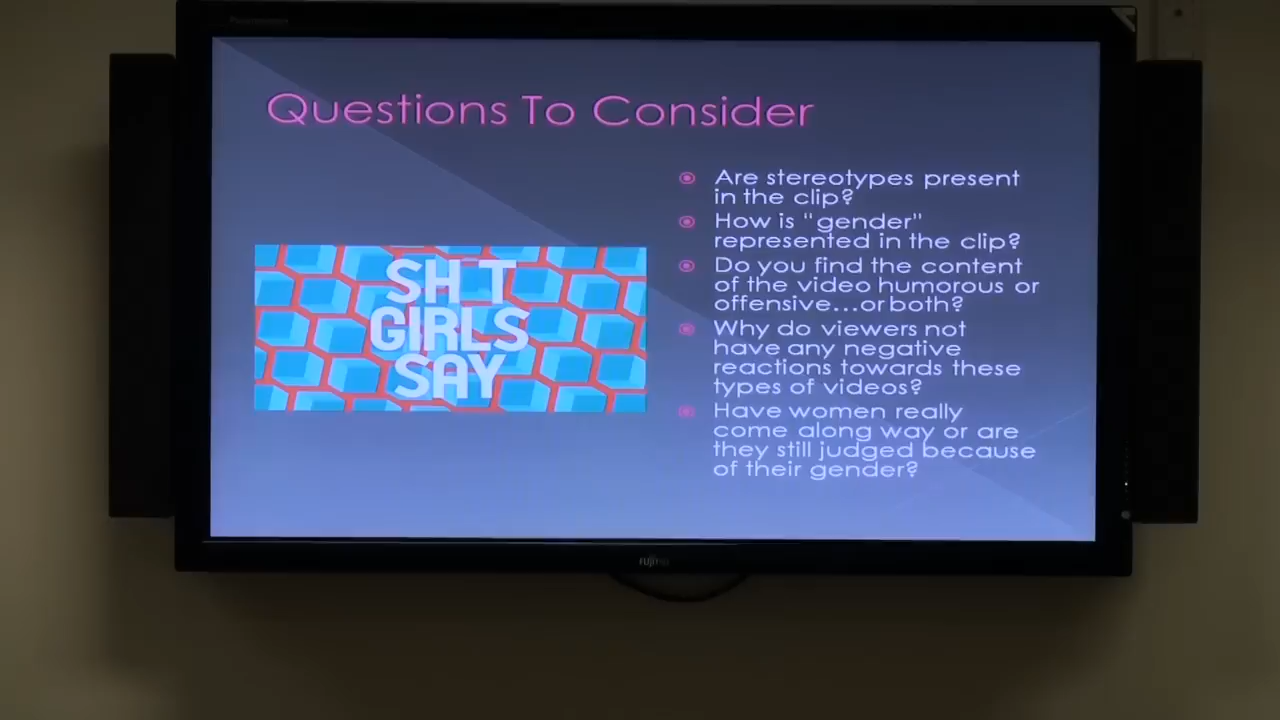 Questions To Consider
Are stereotypes present
in the clip?
How is "gender"
represented in the clip?
Do you find the content
of the video humorous or
offensive...or both?
Why do viewers not
have any negative
reactions towards these
types of videos?
Have women really
come along way or are
they still judged because
of their gender?
SH T
GIRLS
SAY
FUJITSU